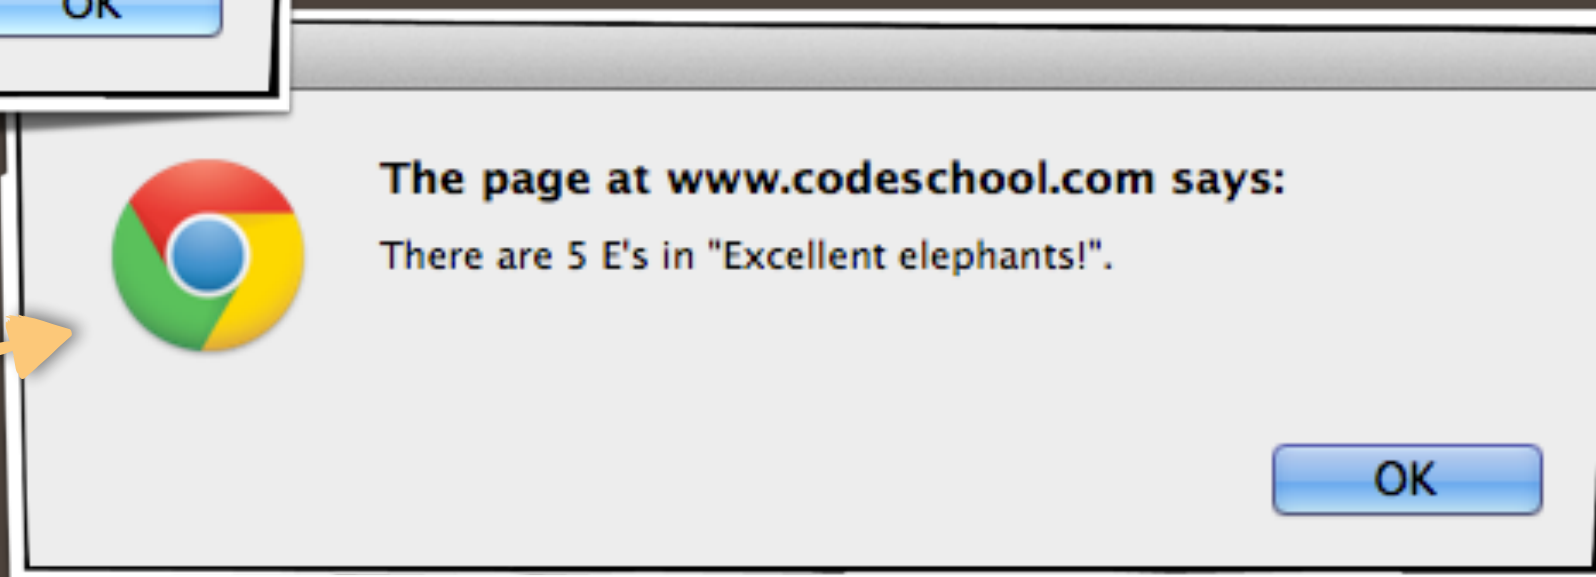 OK
The page at www.codeschool.com says:
There are 5 E's in "Excellent elephants!".
OK